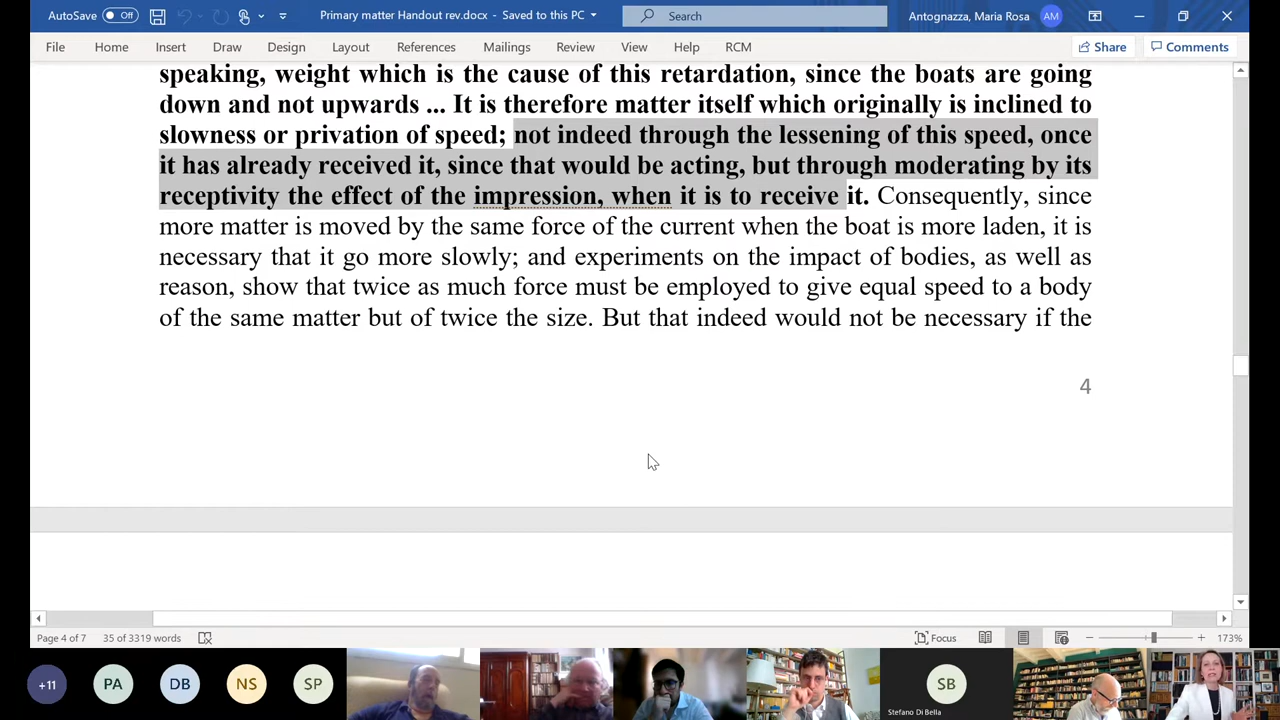 AutoSave Off Primary matter Handout rev.docx - Saved to this PC Search Antognazza, Maria Rosa AM
File Home Insert Draw Design Layout References Mailings Review View Help RCM Share Comments
speaking, weight which is the cause of this retardation, since the boats are going
down and not upwards ... It is therefore matter itself which originally is inclined to
slowness or privation of speed; not indeed through the lessening of this speed, once
it has already received it, since that would be acting, but through moderating by its
receptivity the effect of the impression, when it is to receive it. Consequently, since
more matter is moved by the same force of the current when the boat is more laden, it is
necessary that it go more slowly; and experiments on the impact of bodies, as well as
reason, show that twice as much force must be employed to give equal speed to a body
of the same matter but of twice the size. But that indeed would not be necessary if the
4
Page 4 of 7 35 of 3319 words Focus 173%
+11 PA DB NS SP SB
Stefano Di Bella